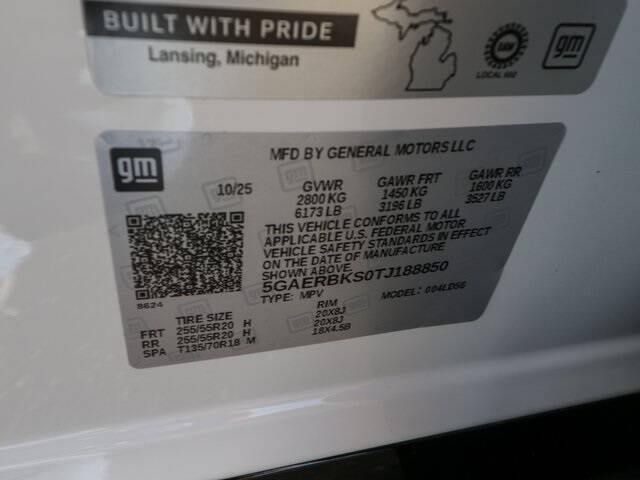 BUILT WITH PRIDE
Lansing, Michigan
UAW
LOCAL 602
gm
gm
MFD BY GENERAL MOTORS LLC
10/25 GVWR GAWR FRT GAWR RR
2800 KG 1450 KG 1600 KG
6173 LB 3196 LB 3527 LB
THIS VEHICLE CONFORMS TO ALL
APPLICABLE U.S. FEDERAL MOTOR
VEHICLE SAFETY STANDARDS IN EFFECT
ON THE DATE OF MANUFACTURE
SHOWN ABOVE.
5GAERBKS0TJ188850
8624
TYPE: MPV MODEL: 004LD56
TIRE SIZE RIM
FRT 255/55R20 H 20X8J
RR 255/55R20 H 20X8J
SPA T135/70R18 M 18X4.5B